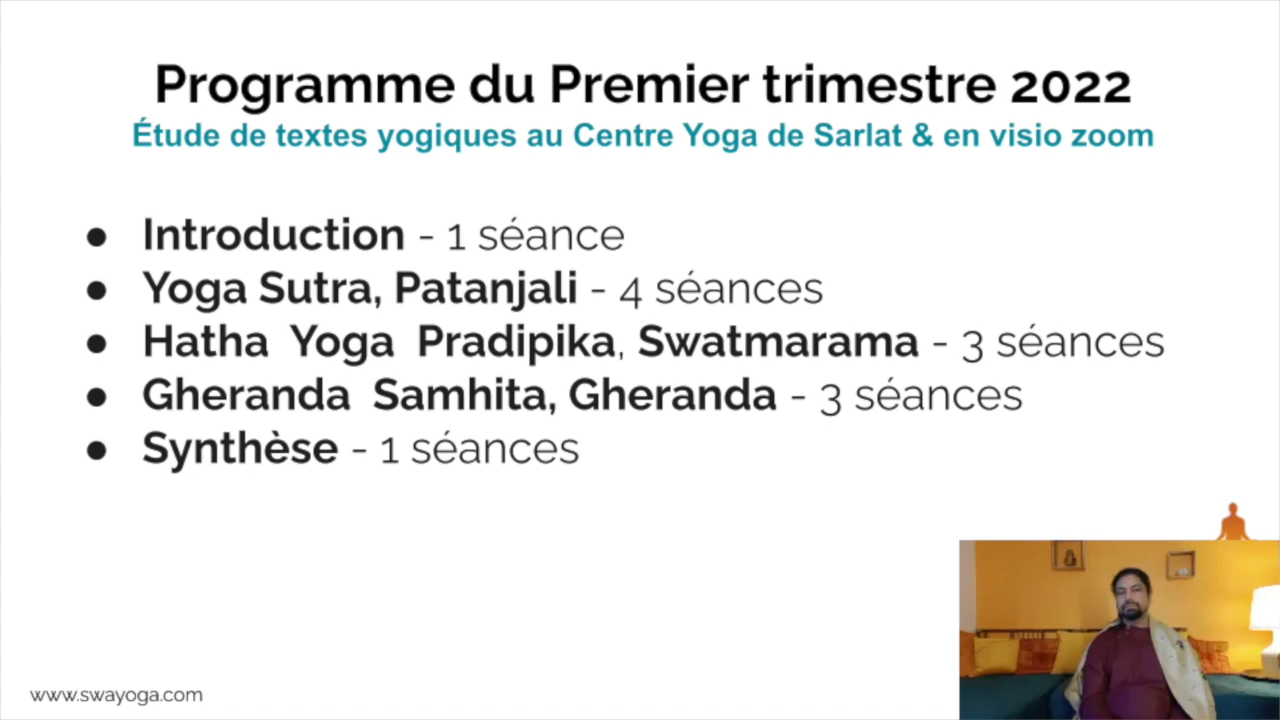 Programme du Premier trimestre 2022
Étude de textes yogiques au Centre Yoga de Sarlat & en visio zoom
● Introduction - 1 séance
● Yoga Sutra, Patanjali - 4 séances
● Hatha Yoga Pradipika, Swatmarama - 3 séances
● Gheranda Samhita, Gheranda - 3 séances
● Synthèse - 1 séances
www.swayoga.com